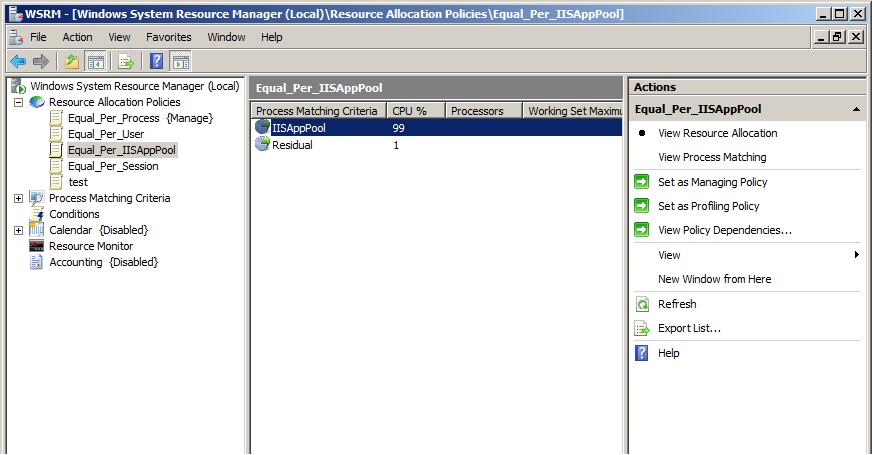 WSRM - [Windows System Resource Manager (Local)\Resource Allocation Policies\Equal_Per_IISAppPool]
File Action View Favorites Window Help
Windows System Resource Manager (Local)
Resource Allocation Policies
Equal_Per_Process {Manage}
Equal_Per_User
Equal_Per_IISAppPool
Equal_Per_Session
test
Process Matching Criteria
Conditions
Calendar {Disabled}
Resource Monitor
Accounting {Disabled}
Equal_Per_IISAppPool
Process Matching Criteria CPU % Processors Working Set Maximu
IISAppPool 99
Residual 1
Actions
Equal_Per_IISAppPool
View Resource Allocation
View Process Matching
Set as Managing Policy
Set as Profiling Policy
View Policy Dependencies...
View
New Window from Here
Refresh
Export List...
Help